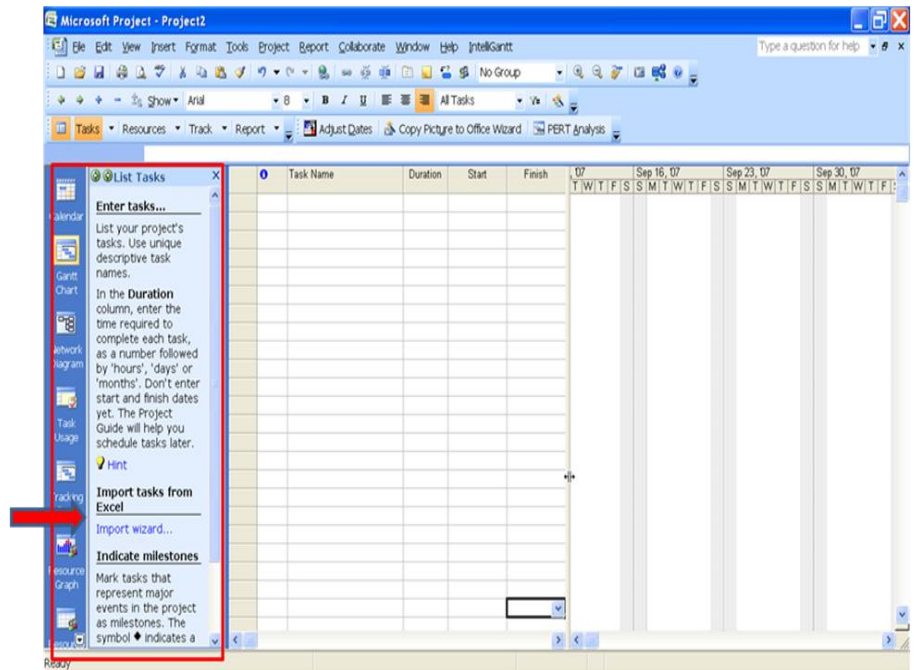 Microsoft Project - Project2
File Edit View Insert Format Tools Project Report Collaborate Window Help IntelliGantt
Type a question for help
No Group
Show Arial 8 B I U All Tasks
Tasks Resources Track Report Adjust Dates Copy Picture to Office Wizard PERT Analysis
List Tasks X
Enter tasks...
List your project's
tasks. Use unique
descriptive task
names.
In the Duration
column, enter the
time required to
complete each task,
as a number followed
by 'hours', 'days' or
'months'. Don't enter
start and finish dates
yet. The Project
Guide will help you
schedule tasks later.
Hint
Import tasks from
Excel
Import wizard...
Indicate milestones
Mark tasks that
represent major
events in the project
as milestones. The
symbol ◆ indicates a
Calendar
Gantt
Chart
Network
Diagram
Task
Usage
Tracking
Resource
Graph
Task Name Duration Start Finish
, '07 Sep 16, '07 Sep 23, '07 Sep 30, '07
T W T F S S M T W T F S S M T W T F S S M T W T F
Ready